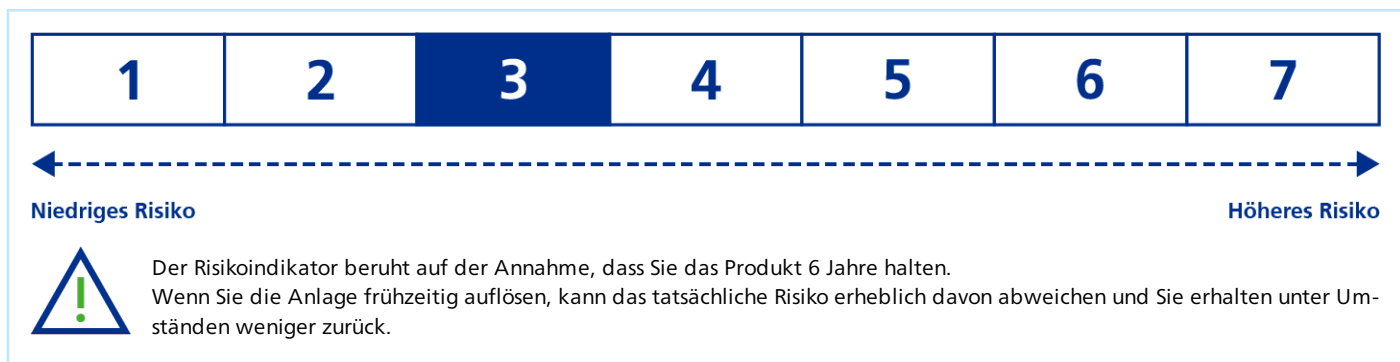 1 2 3 4 5 6 7
Niedriges Risiko Höheres Risiko
Der Risikoindikator beruht auf der Annahme, dass Sie das Produkt 6 Jahre halten.
Wenn Sie die Anlage frühzeitig auflösen, kann das tatsächliche Risiko erheblich davon abweichen und Sie erhalten unter Um-
ständen weniger zurück.